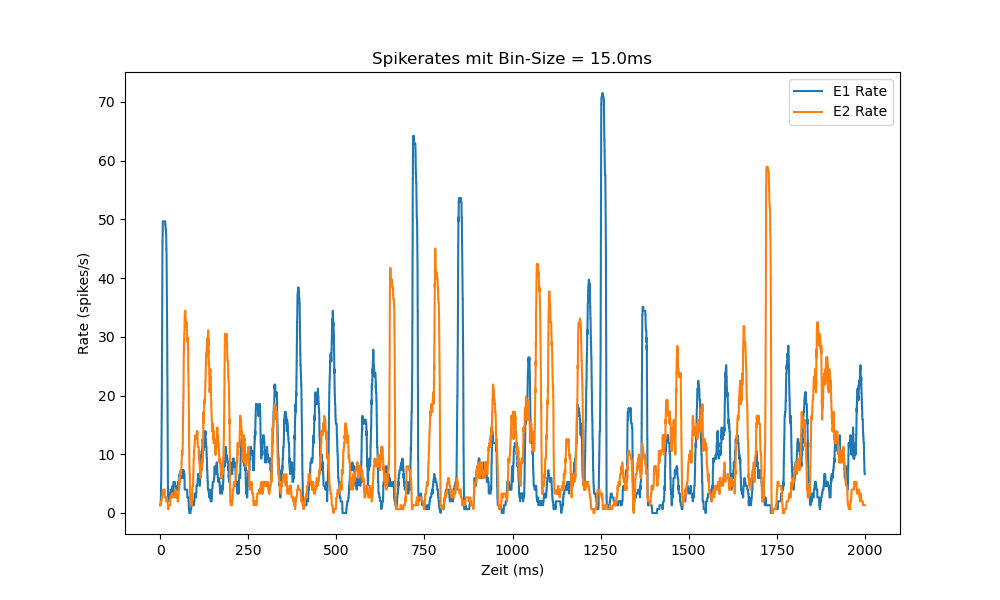 Spikerates mit Bin-Size = 15.0ms
E1 Rate
E2 Rate
70
60
50
40
30
20
10
0
Rate (spikes/s)
0 250 500 750 1000 1250 1500 1750 2000
Zeit (ms)